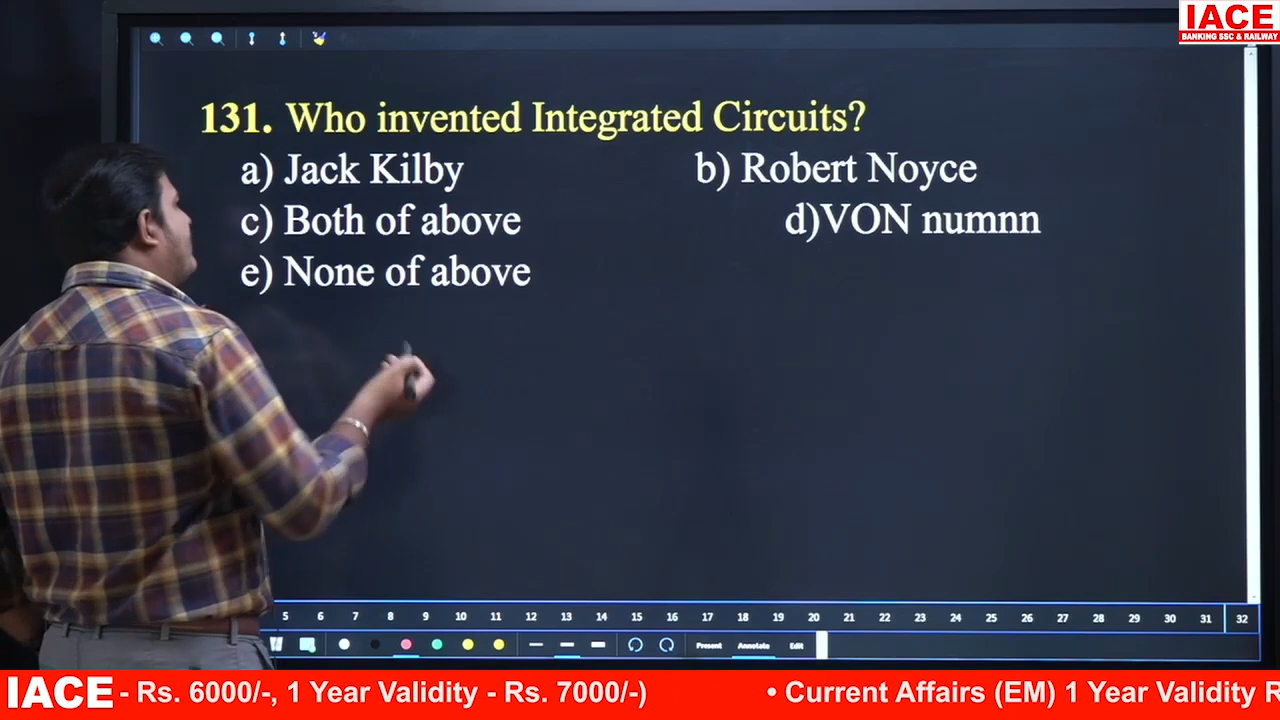 IACE
BANKING SSC & RAILWAY
131. Who invented Integrated Circuits?
a) Jack Kilby b) Robert Noyce
c) Both of above d)VON numnn
e) None of above
5 6 7 8 9 10 11 12 13 14 15 16 17 18 19 20 21 22 23 24 25 26 27 28 29 30 31 32
Present Annotate Edit
IACE - Rs. 6000/-, 1 Year Validity - Rs. 7000/-) • Current Affairs (EM) 1 Year Validity R